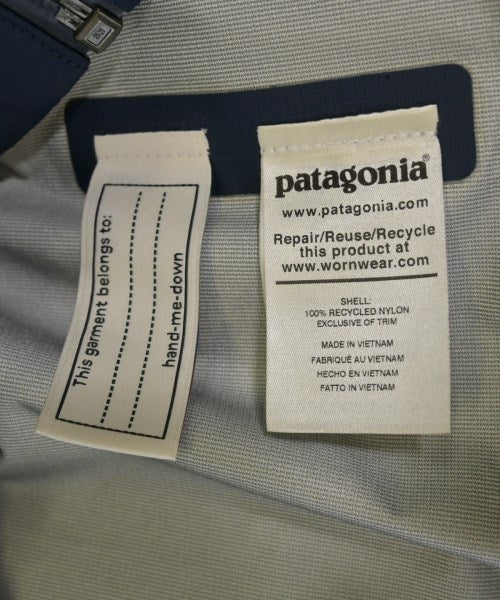 This garment belongs to:
hand-me-down
patagonia®
www.patagonia.com
Repair/Reuse/Recycle
this product at
www.wornwear.com
SHELL:
100% RECYCLED NYLON
EXCLUSIVE OF TRIM
MADE IN VIETNAM
FABRIQUÉ AU VIETNAM
HECHO EN VIETNAM
FATTO IN VIETNAM